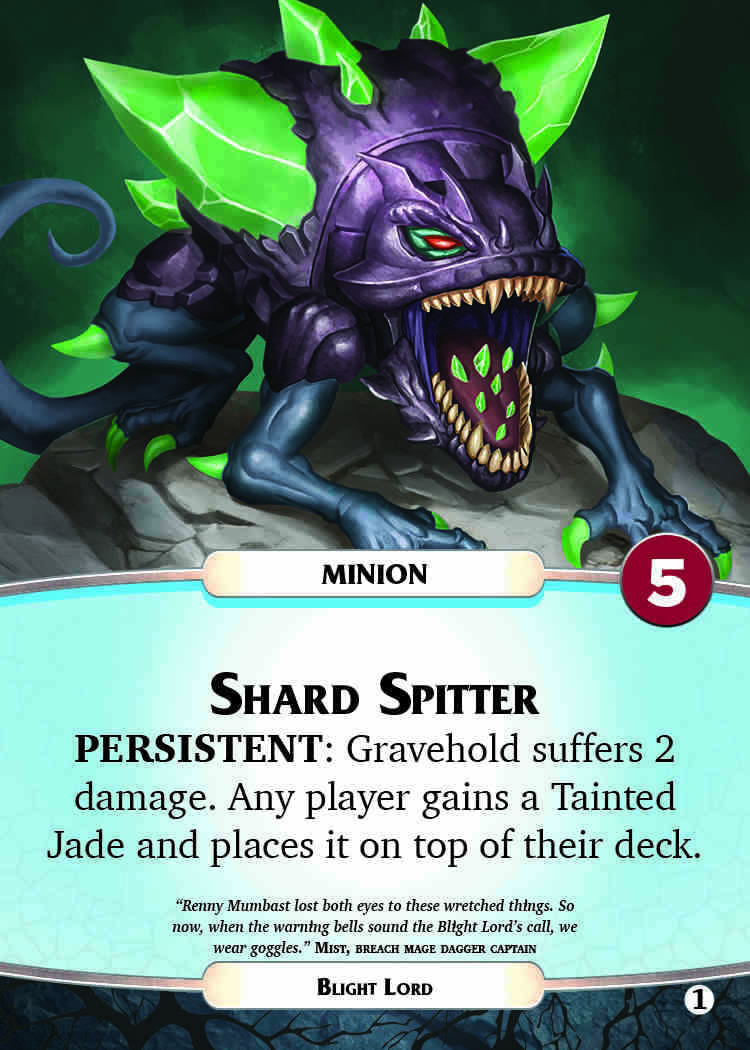 MINION
5
SHARD SPITTER
PERSISTENT: Gravehold suffers 2
damage. Any player gains a Tainted
Jade and places it on top of their deck.
“Renny Mumbast lost both eyes to these wretched things. So
now, when the warning bells sound the Blight Lord’s call, we
wear goggles.” MIST, BREACH MAGE DAGGER CAPTAIN
BLIGHT LORD
1